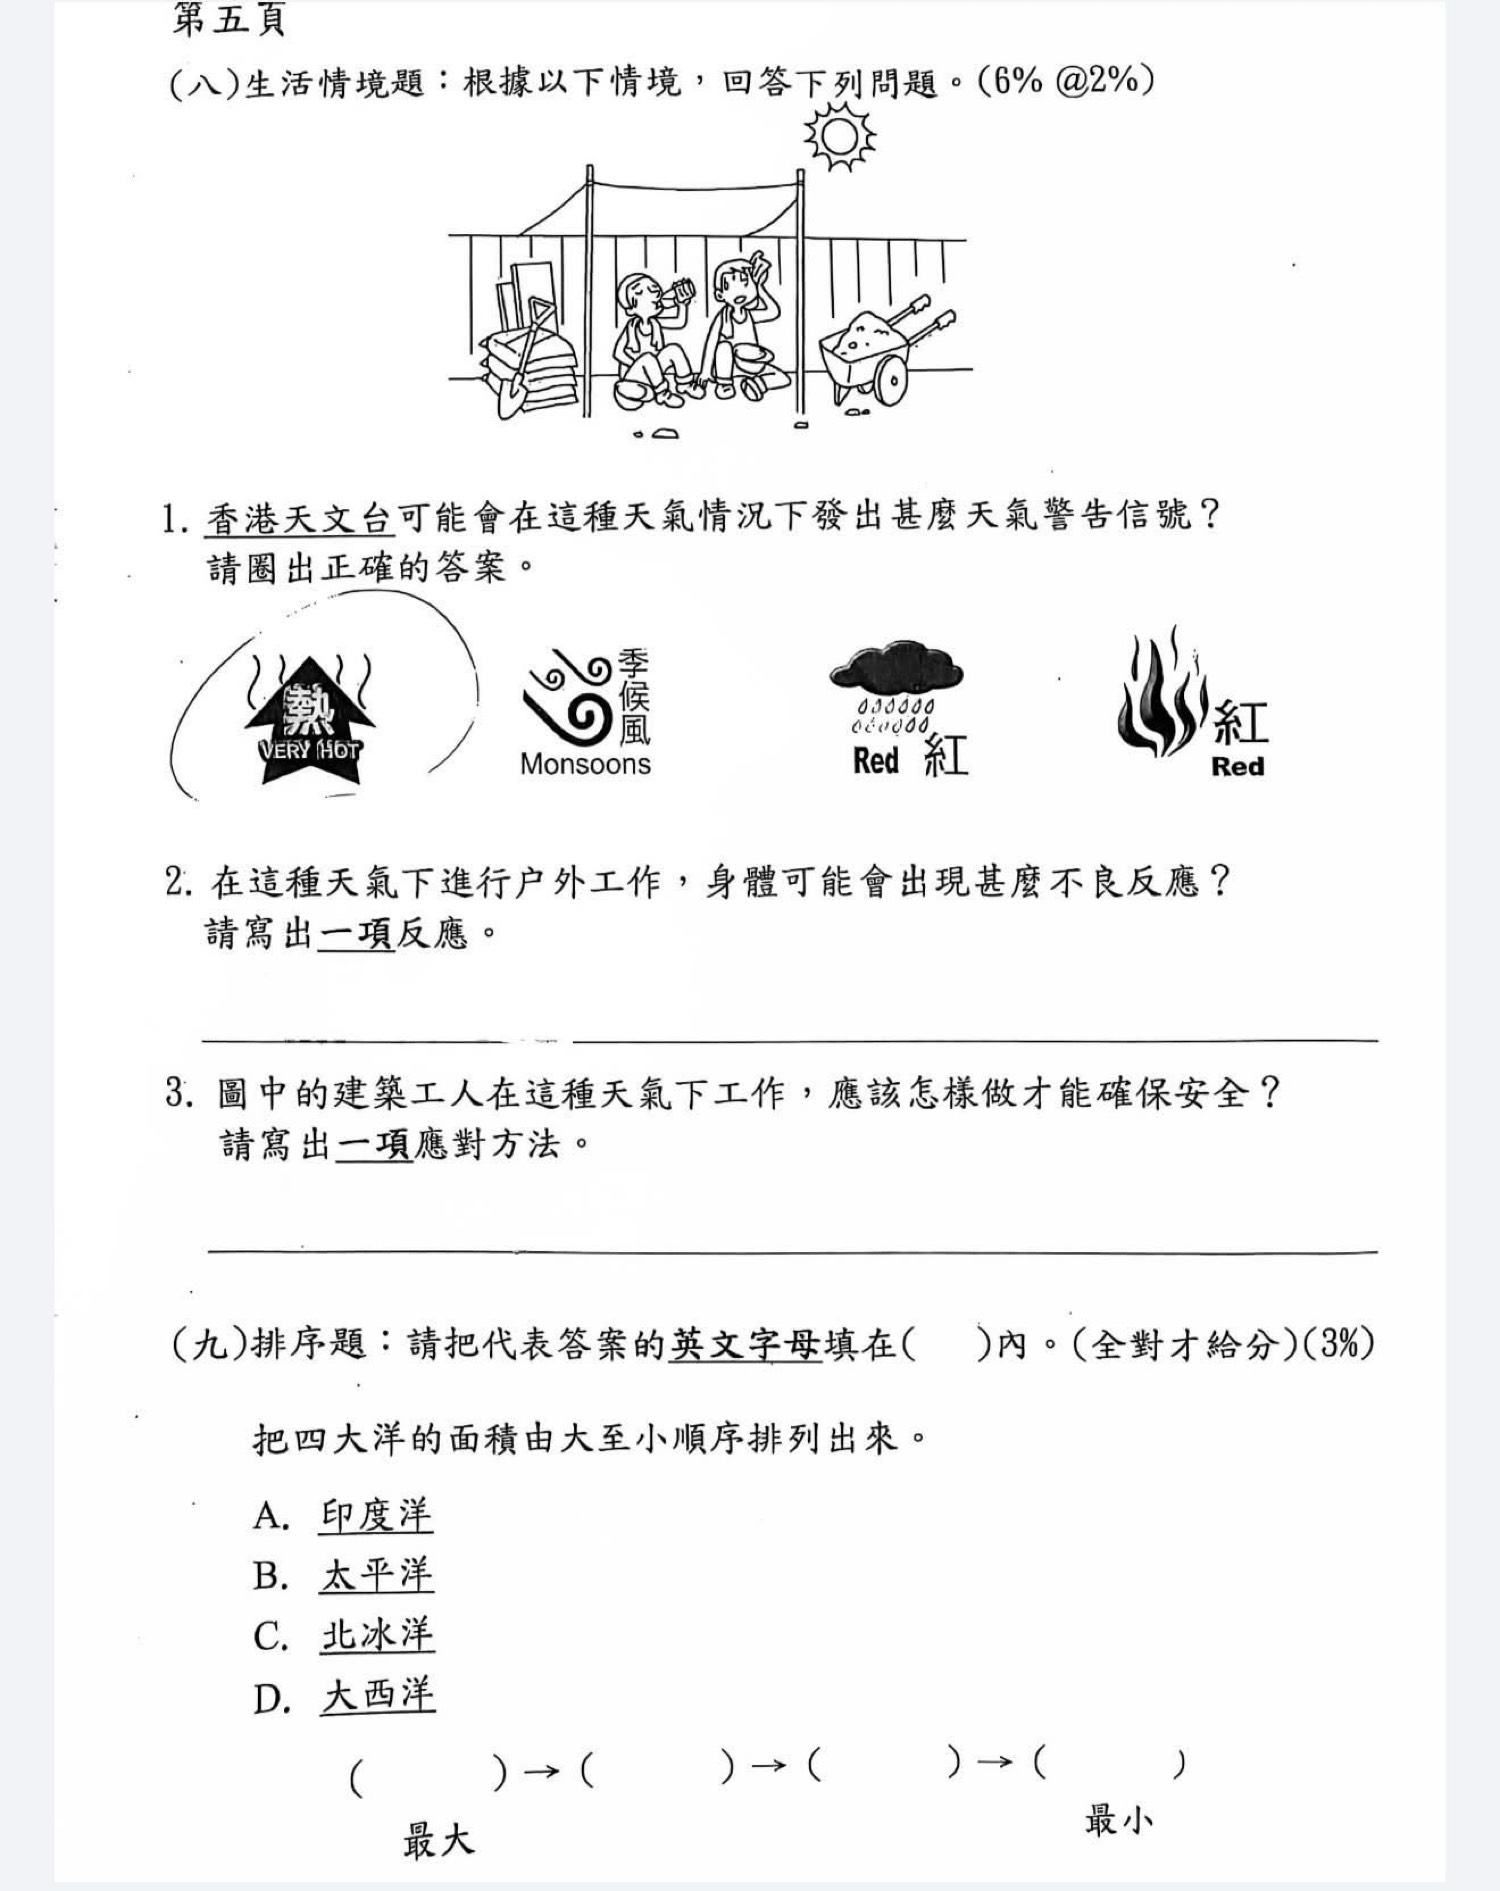 第五頁
(八)生活情境題：根據以下情境，回答下列問題。(6% @2%)
1. 香港天文台可能會在這種天氣情況下發出甚麼天氣警告信號？
請圈出正確的答案。
熱
VERY HOT
季候風
Monsoons
Red 紅
紅
Red
2. 在這種天氣下進行户外工作，身體可能會出現甚麼不良反應？
請寫出一項反應。
3. 圖中的建築工人在這種天氣下工作，應該怎樣做才能確保安全？
請寫出一項應對方法。
(九)排序題：請把代表答案的英文字母填在(　)內。(全對才給分)(3%)
把四大洋的面積由大至小順序排列出來。
A. 印度洋
B. 太平洋
C. 北冰洋
D. 大西洋
(　　)→(　　)→(　　)→(　　)
最大
最小